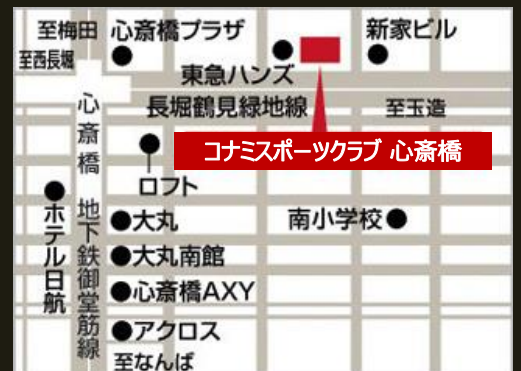 至梅田
心斎橋プラザ
新家ビル
至西長堀
東急ハンズ
長堀鶴見緑地線
至玉造
心斎橋
コナミスポーツクラブ 心斎橋
ロフト
ホテル日航
地下鉄御堂筋線
大丸
南小学校
大丸南館
心斎橋AXY
アクロス
至なんば